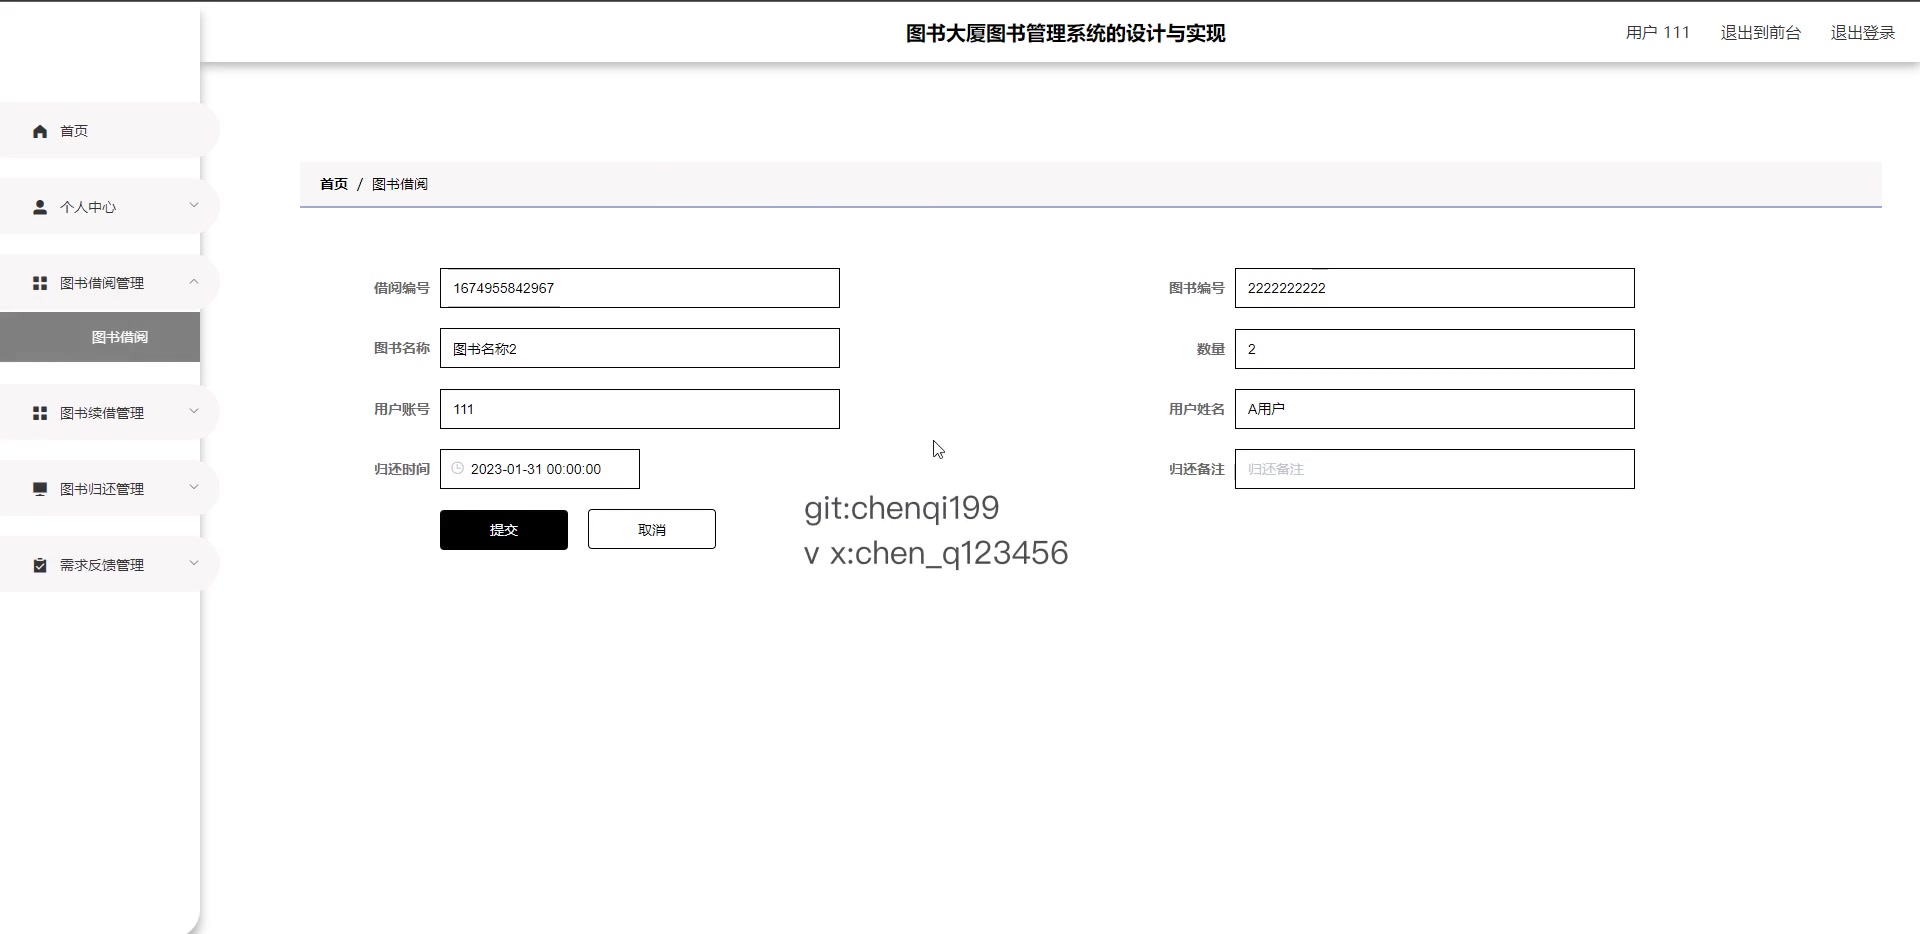 图书大厦图书管理系统的设计与实现
用户 111 退出到前台 退出登录
首页
个人中心
图书借阅管理
图书借阅
图书续借管理
图书归还管理
需求反馈管理
首页 / 图书借阅
借阅编号 1674955842967 图书编号 2222222222
图书名称 图书名称2 数量 2
用户账号 111 用户姓名 A用户
归还时间 2023-01-31 00:00:00 归还备注 归还备注
提交 取消
git:chenqi199
v x:chen_q123456